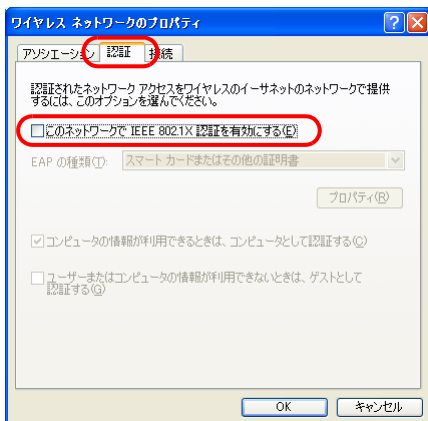 ワイヤレス ネットワークのプロパティ
アソシエーション 認証 接続
認証されたネットワーク アクセスをワイヤレスのイーサネットのネットワークで提供
するには、このオプションを選んでください。
このネットワークで IEEE 802.1X 認証を有効にする(E)
EAP の種類(T): スマート カードまたはその他の証明書
プロパティ(R)
コンピュータの情報が利用できるときは、コンピュータとして認証する(C)
ユーザーまたはコンピュータの情報が利用できないときは、ゲストとして
認証する(G)
OK キャンセル